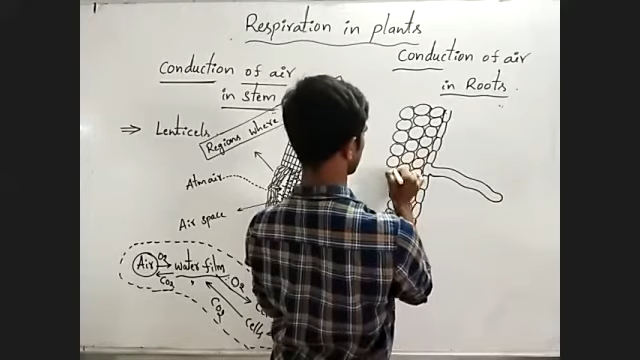 Respiration in plants
Conduction of air
in stem
⇒ Lenticels
Regions where
Atm air
Air space
Air
O2
CO2
water film
O2
CO2
Cells
Conduction of air
in Roots